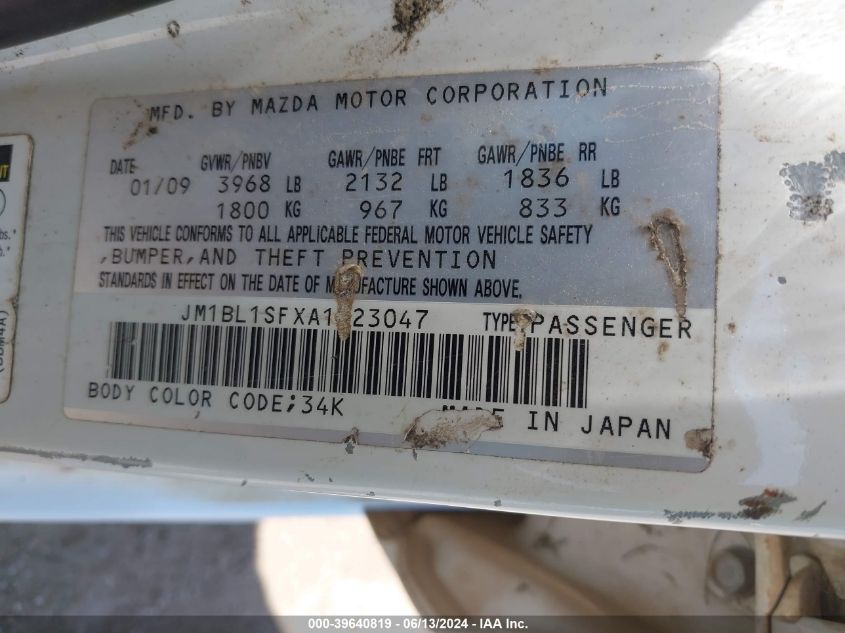 MFD. BY MAZDA MOTOR CORPORATION
DATE GVWR/PNBV GAWR/PNBE FRT GAWR/PNBE RR
01/09 3968 LB 2132 LB 1836 LB
1800 KG 967 KG 833 KG
THIS VEHICLE CONFORMS TO ALL APPLICABLE FEDERAL MOTOR VEHICLE SAFETY
,BUMPER,AND THEFT PREVENTION
STANDARDS IN EFFECT ON THE DATE OF MANUFACTURE SHOWN ABOVE.
JM1BL1SFXA1 23047 TYPE:PASSENGER
BODY COLOR CODE;34K MADE IN JAPAN
000-39640819 - 06/13/2024 - IAA Inc.